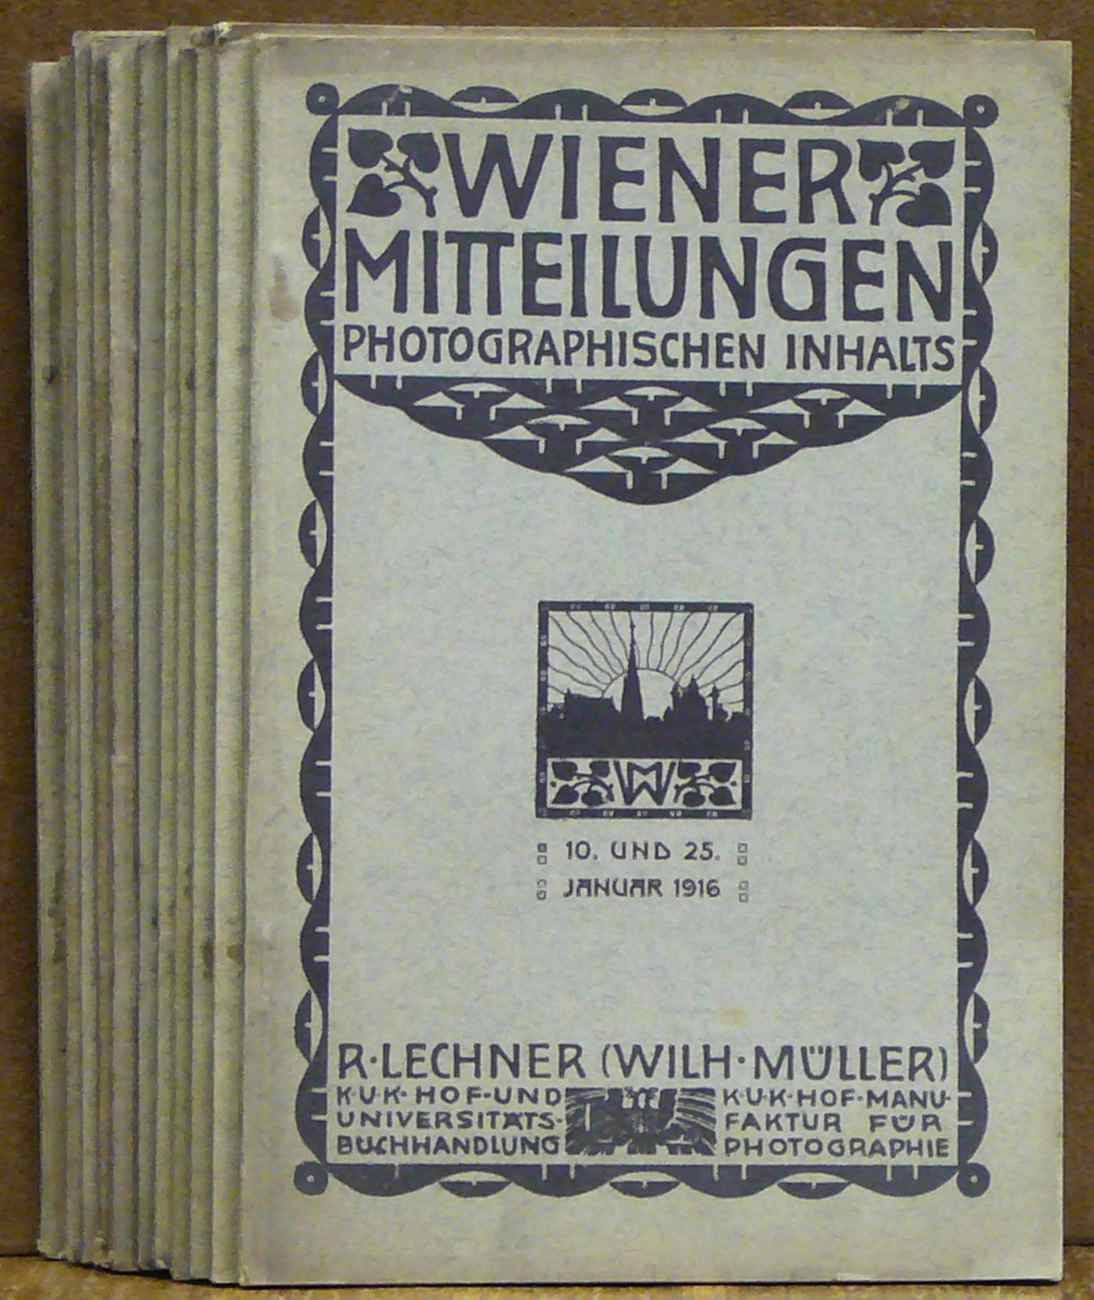 WIENER
MITTEILUNGEN
PHOTOGRAPHISCHEN INHALTS
WM
10. UND 25.
JANUAR 1916
R·LECHNER (WILH·MÜLLER)
K·U·K·HOF-UND
UNIVERSITÄTS-
BUCHHANDLUNG
K·U·K·HOF-MANU-
FAKTUR FÜR
PHOTOGRAPHIE